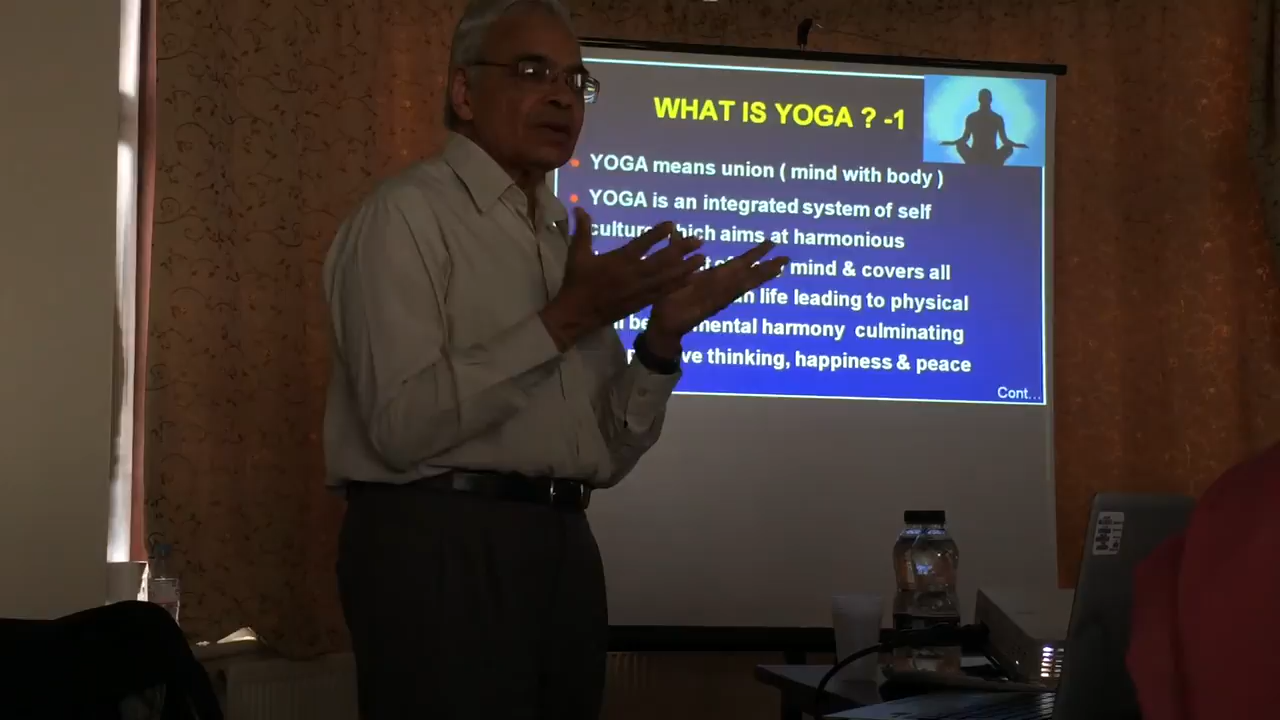 WHAT IS YOGA ? -1
YOGA means union ( mind with body )
YOGA is an integrated system of self
culture which aims at harmonious
mind & covers all
life leading to physical
mental harmony culminating
thinking, happiness & peace
Cont...